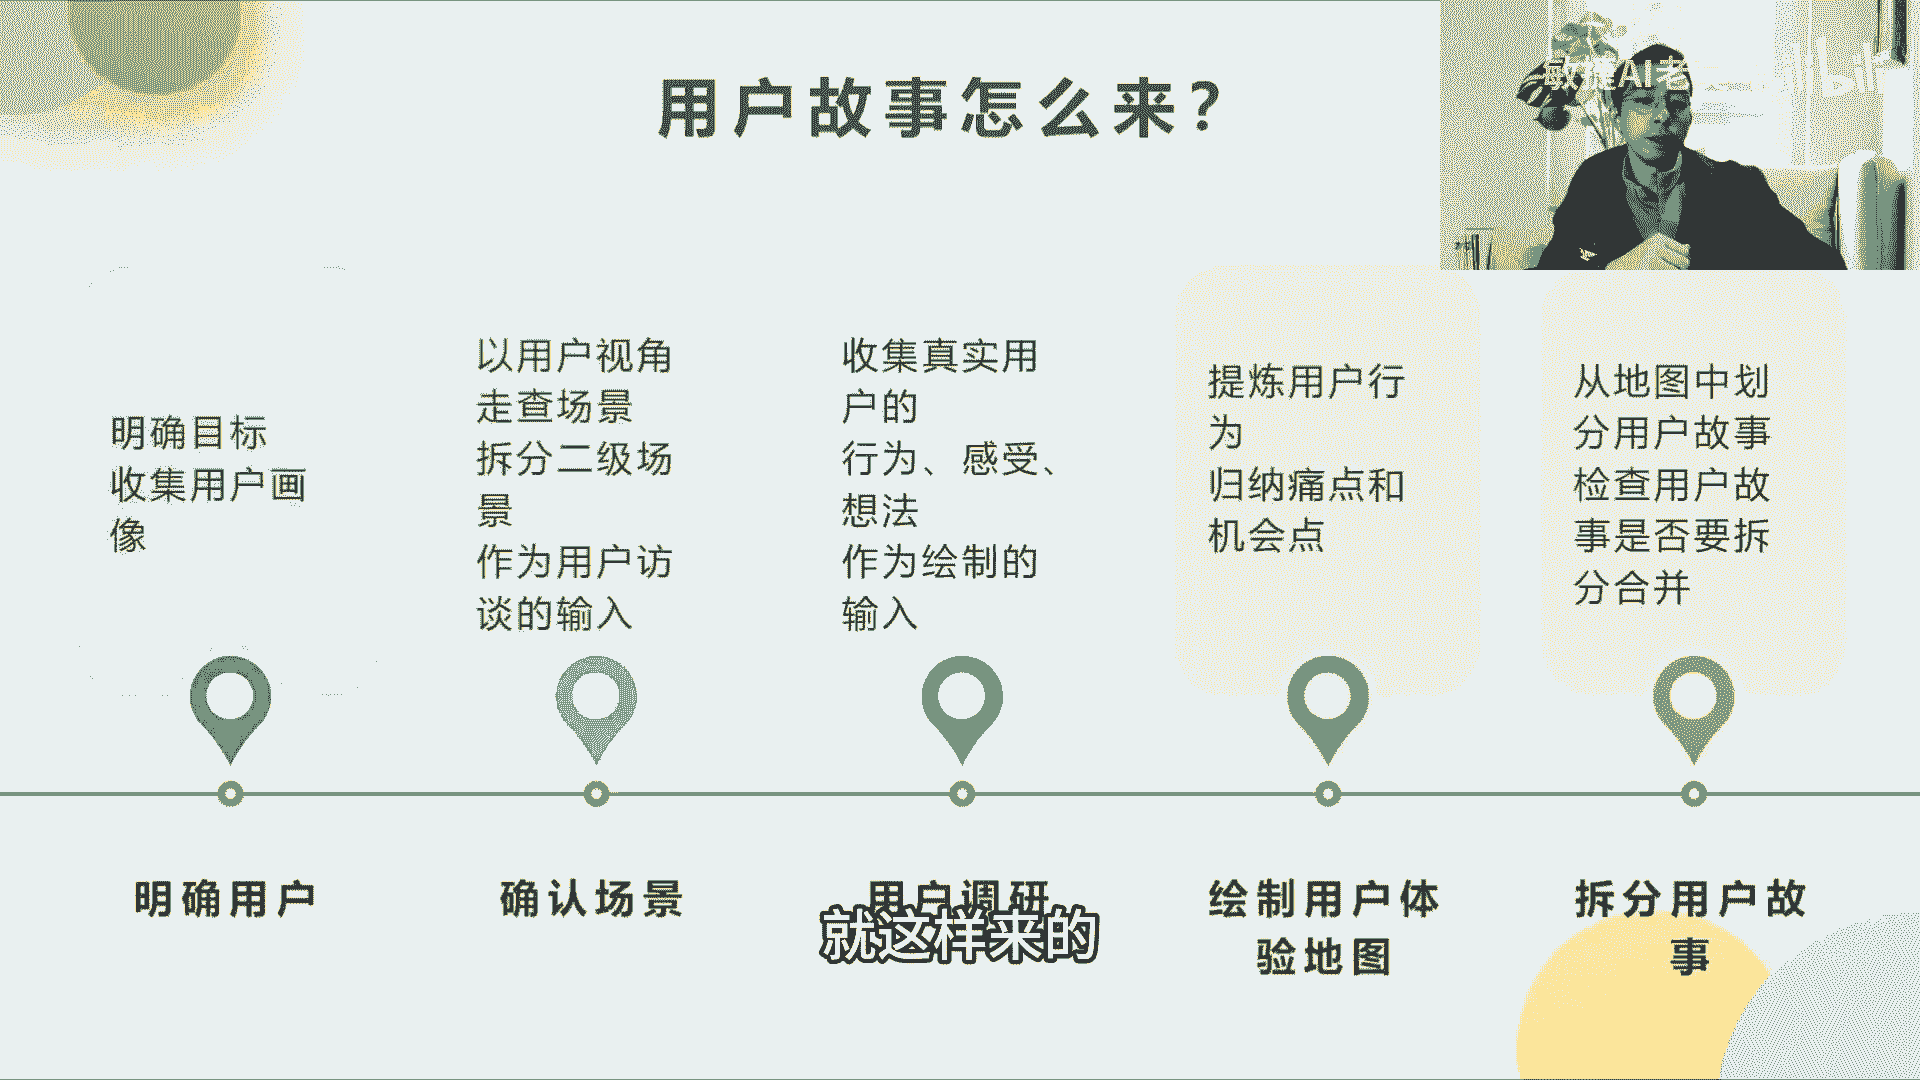 用户故事怎么来？
敏捷AI老
明确目标
收集用户画
像
以用户视角
走查场景
拆分二级场
景
作为用户访
谈的输入
收集真实用
户的
行为、感受、
想法
作为绘制的
输入
提炼用户行
为
归纳痛点和
机会点
从地图中划
分用户故事
检查用户故
事是否要拆
分合并
明确用户
确认场景
用户调研
绘制用户体
验地图
拆分用户故
事
就这样来的